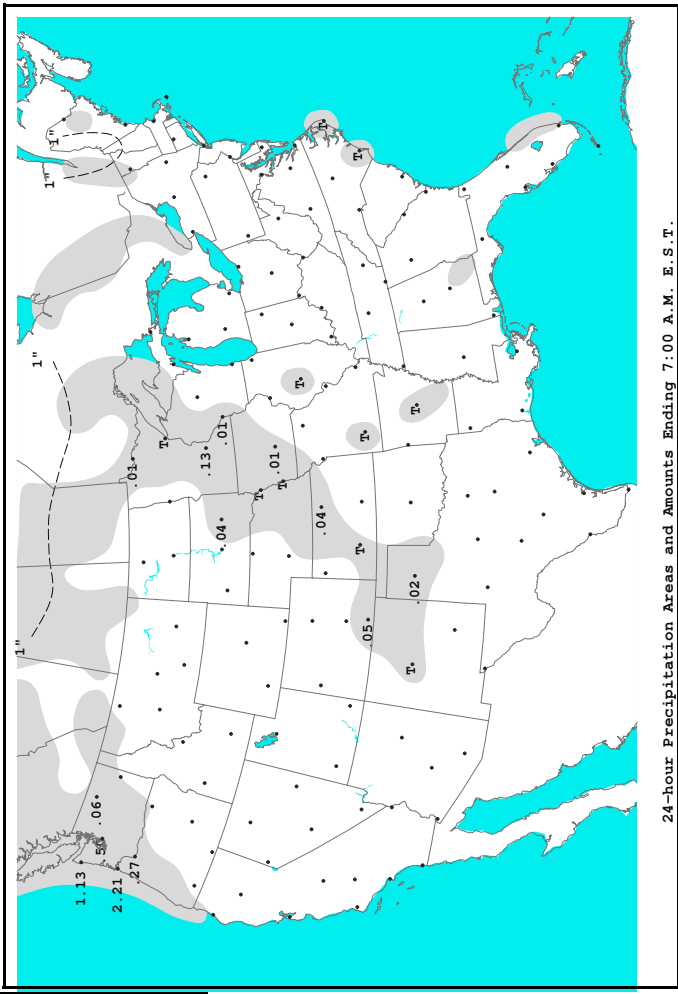 1"
1"
1"
1"
1.13
.06
2.21
.27
.01
T
.13
.04
.01
T
.01
T
T
.04
T
T
T
T
.05
T
.02
T
24-hour Precipitation Areas and Amounts Ending 7:00 A.M. E.S.T.